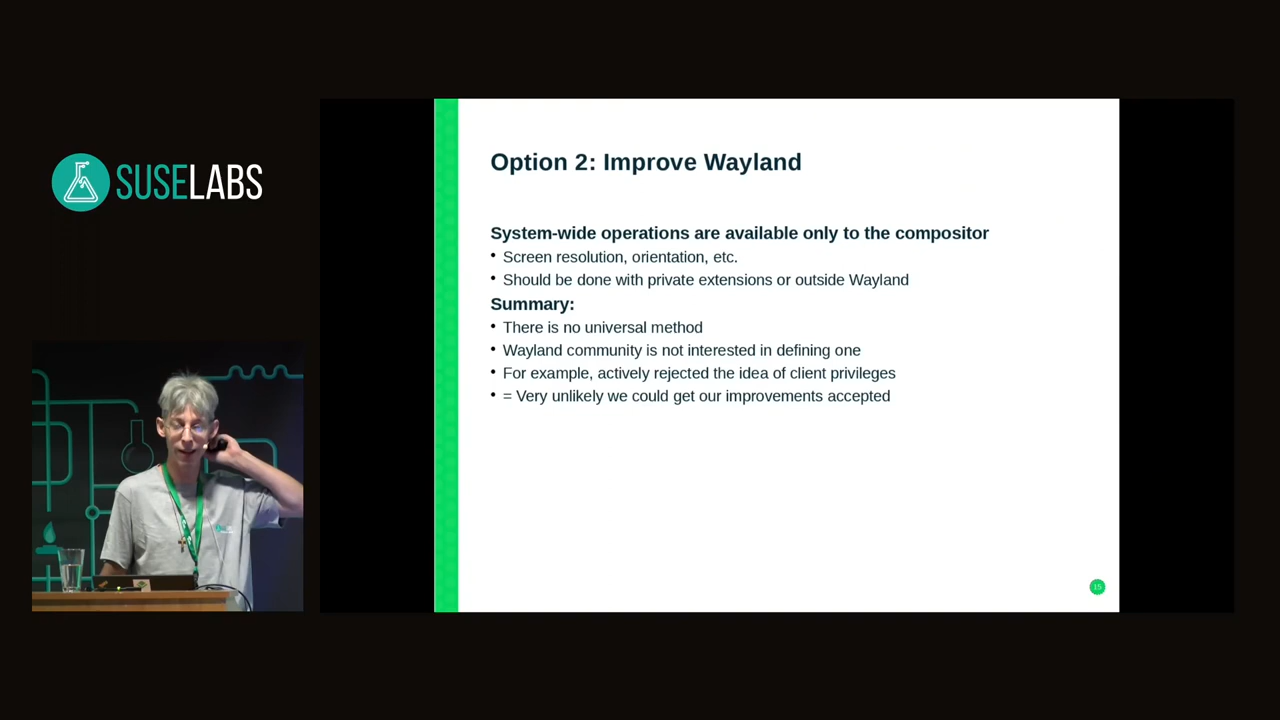 SUSELABS
Option 2: Improve Wayland
System-wide operations are available only to the compositor
• Screen resolution, orientation, etc.
• Should be done with private extensions or outside Wayland
Summary:
• There is no universal method
• Wayland community is not interested in defining one
• For example, actively rejected the idea of client privileges
• = Very unlikely we could get our improvements accepted
15